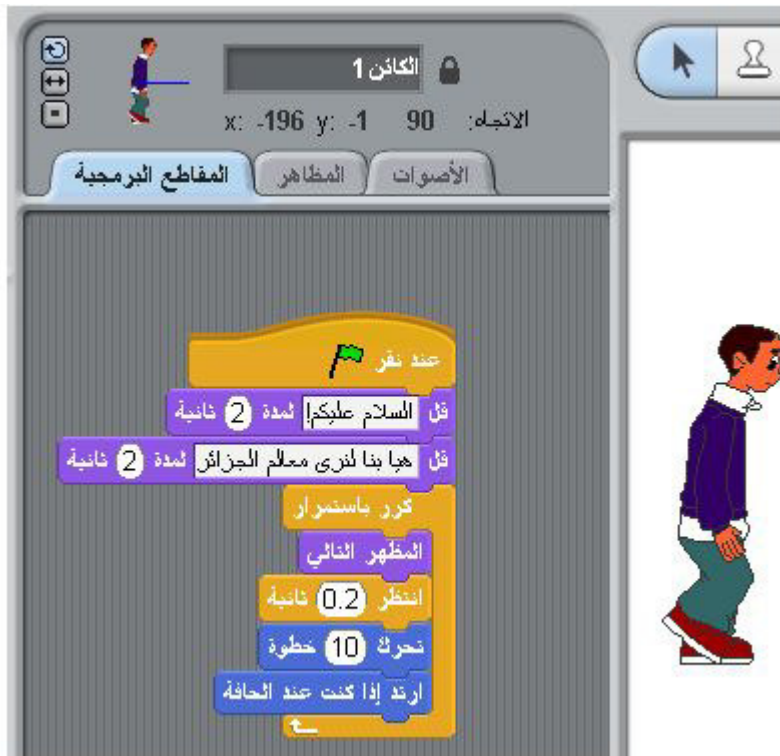 الكائن 1
x: -196 y: -1 90 الاتجاه:
المقاطع البرمجية المظاهر الأصوات
عند نقر
قل السلام عليكم! لمدة 2 ثانية
قل هيا بنا لنرى معالم الجزائر لمدة 2 ثانية
كرر باستمرار
المظهر التالي
انتظر 0.2 ثانية
تحرك 10 خطوة
ارتد إذا كنت عند الحافة